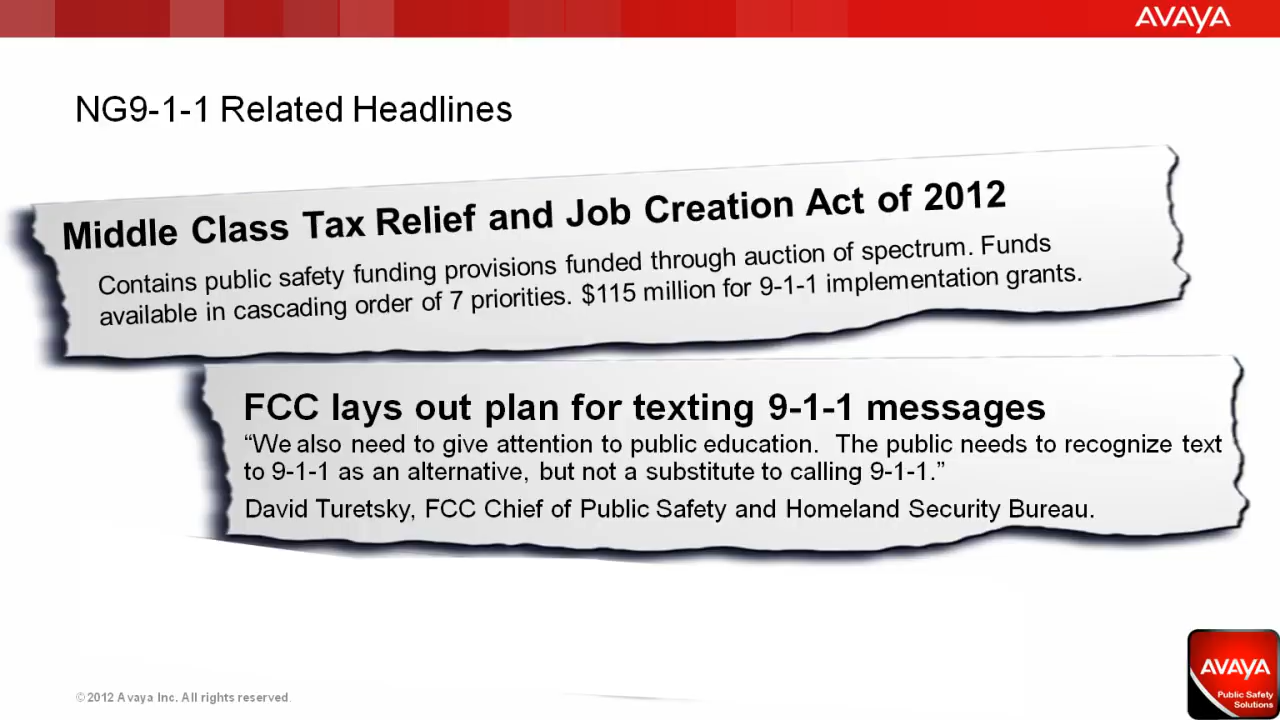 AVAYA
NG9-1-1 Related Headlines
Middle Class Tax Relief and Job Creation Act of 2012
Contains public safety funding provisions funded through auction of spectrum. Funds
available in cascading order of 7 priorities. $115 million for 9-1-1 implementation grants.
FCC lays out plan for texting 9-1-1 messages
“We also need to give attention to public education.  The public needs to recognize text
to 9-1-1 as an alternative, but not a substitute to calling 9-1-1.”
David Turetsky, FCC Chief of Public Safety and Homeland Security Bureau.
© 2012 Avaya Inc. All rights reserved.
AVAYA
Public Safety
Solutions